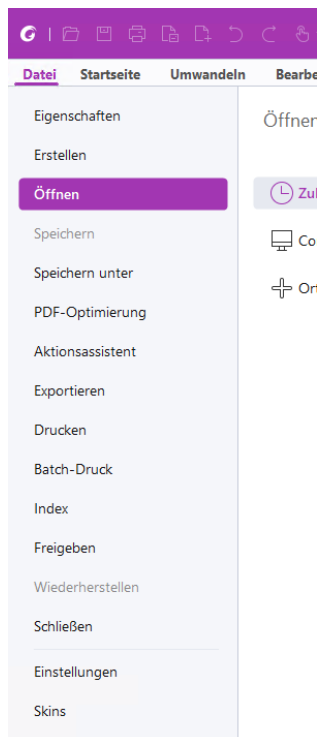 Datei Startseite Umwandeln
Eigenschaften
Öffnen
Erstellen
Öffnen
Speichern
Speichern unter
PDF-Optimierung
Aktionsassistent
Exportieren
Drucken
Batch-Druck
Index
Freigeben
Wiederherstellen
Schließen
Einstellungen
Skins